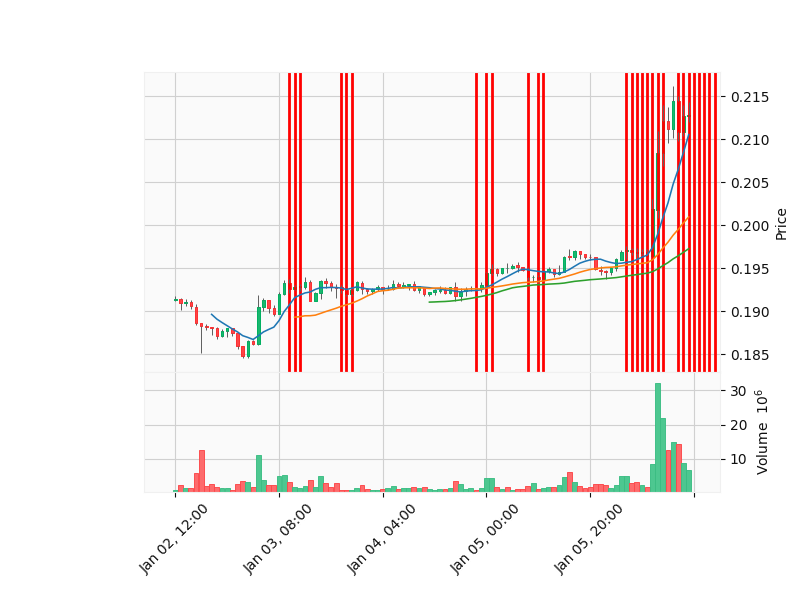 0.215
0.210
0.205
0.200
0.195
0.190
0.185
Price
30
20
10
Volume 10⁶
Jan 02, 12:00
Jan 03, 08:00
Jan 04, 04:00
Jan 05, 00:00
Jan 05, 20:00